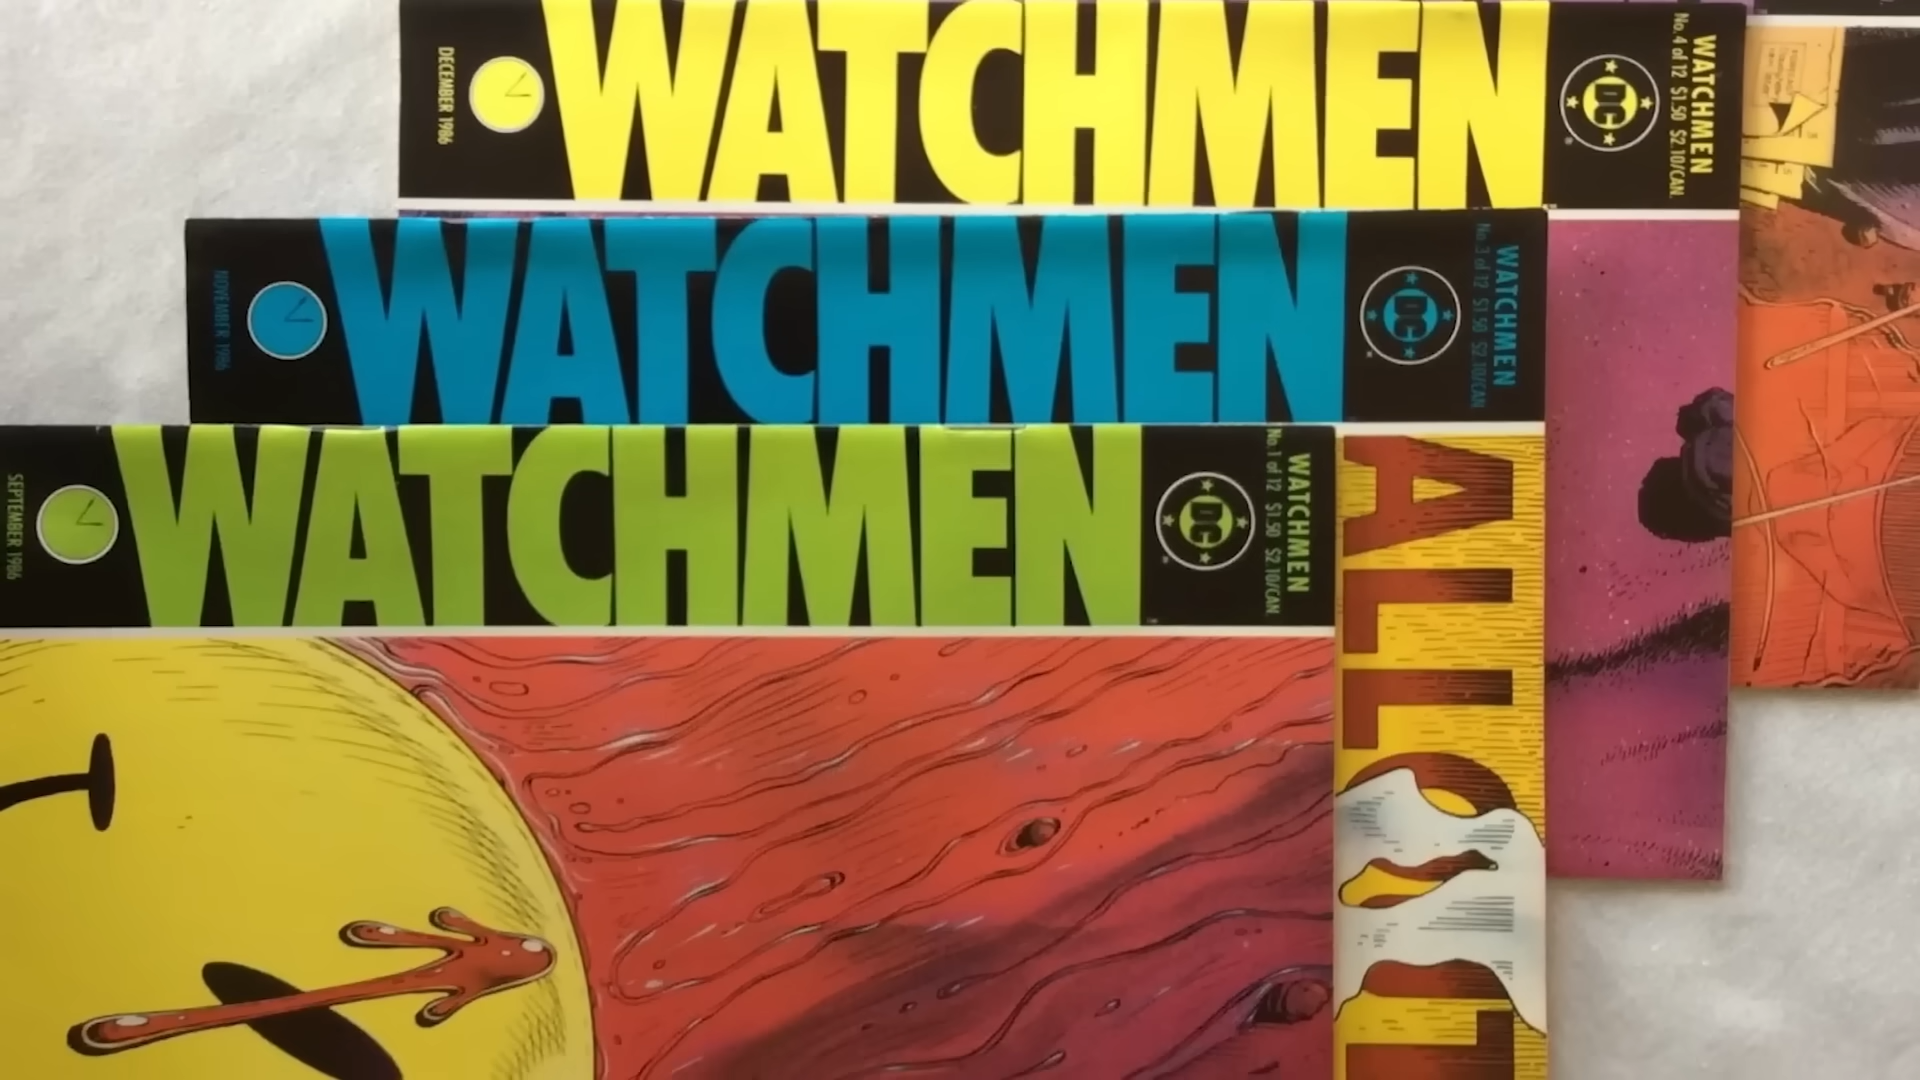 WATCHMEN
DECEMBER 1986
DC
WATCHMEN
No. 4 of 12 $1.50 $2.10/CAN.
WATCHMEN
NOVEMBER 1986
DC
WATCHMEN
No. 3 of 12 $1.50 $2.10/CAN.
WATCHMEN
SEPTEMBER 1986
DC
WATCHMEN
No. 1 of 12 $1.50 $2.10/CAN.
ALLOUT